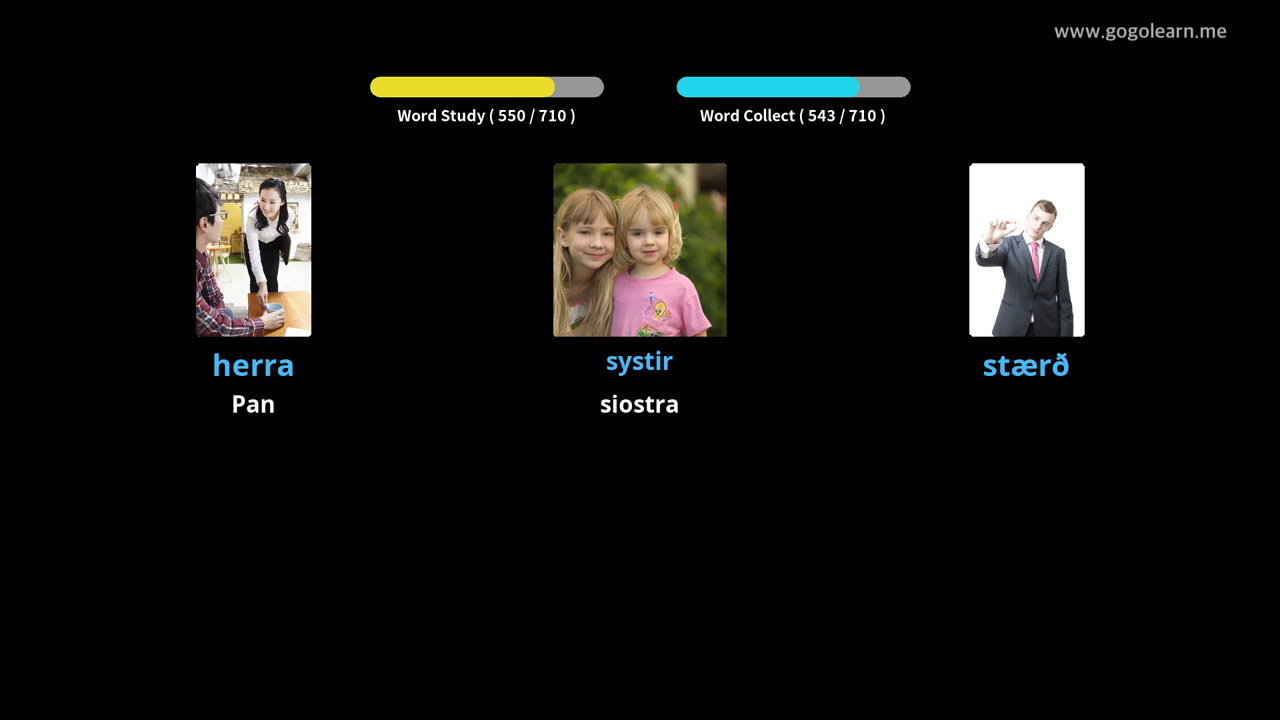 www.gogolearn.me
Word Study ( 550 / 710 )
Word Collect ( 543 / 710 )
herra
systir
stærð
Pan
siostra